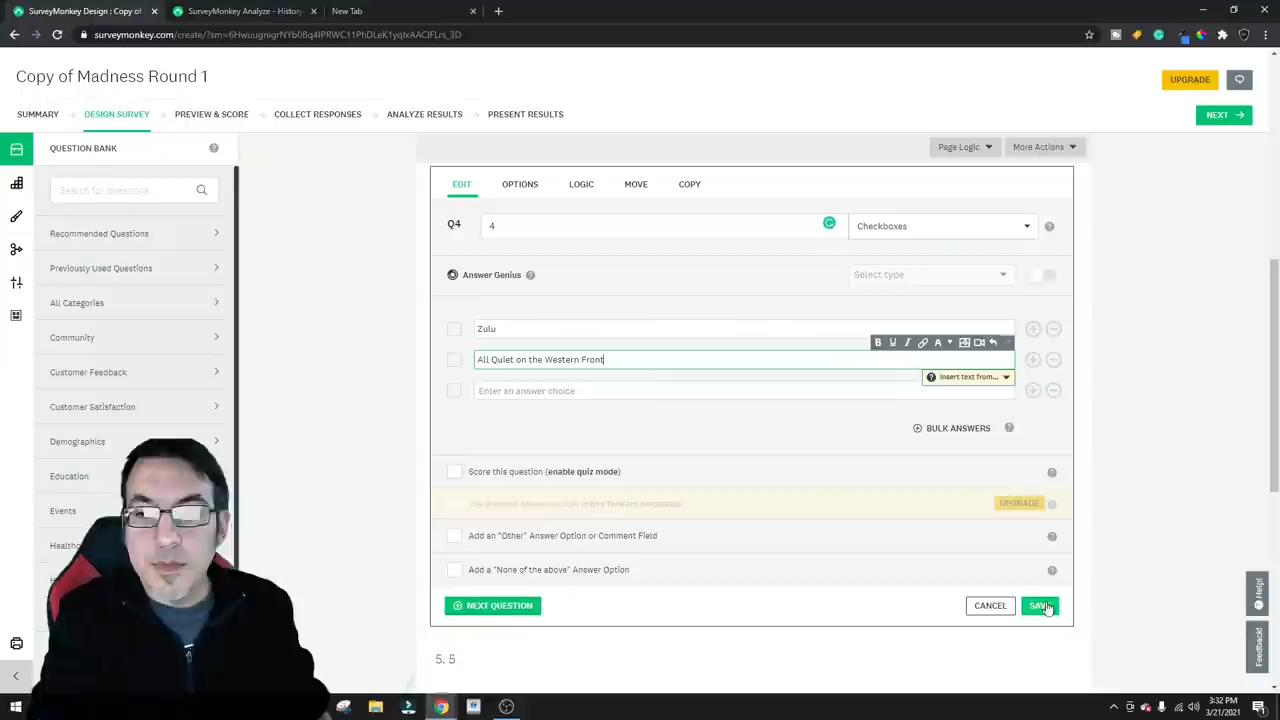 SurveyMonkey Design : Copy of
SurveyMonkey Analyze - History
New Tab
surveymonkey.com/create/?sm=
Copy of Madness Round 1
UPGRADE
SUMMARY
DESIGN SURVEY
PREVIEW & SCORE
COLLECT RESPONSES
ANALYZE RESULTS
PRESENT RESULTS
NEXT
QUESTION BANK
Page Logic
More Actions
Search for questions
EDIT
OPTIONS
LOGIC
MOVE
COPY
Q4
4
Checkboxes
Recommended Questions
Previously Used Questions
Answer Genius
Select type
All Categories
Zulu
Community
B U I A
All Quiet on the Western Front
Customer Feedback
Insert text from...
Enter an answer choice
Customer Satisfaction
BULK ANSWERS
Demographics
Score this question (enable quiz mode)
Education
UPGRADE
Events
Add an "Other" Answer Option or Comment Field
Add a "None of the above" Answer Option
NEXT QUESTION
CANCEL
Help!
Feedback!
5. 5
3:32 PM
3/21/2021